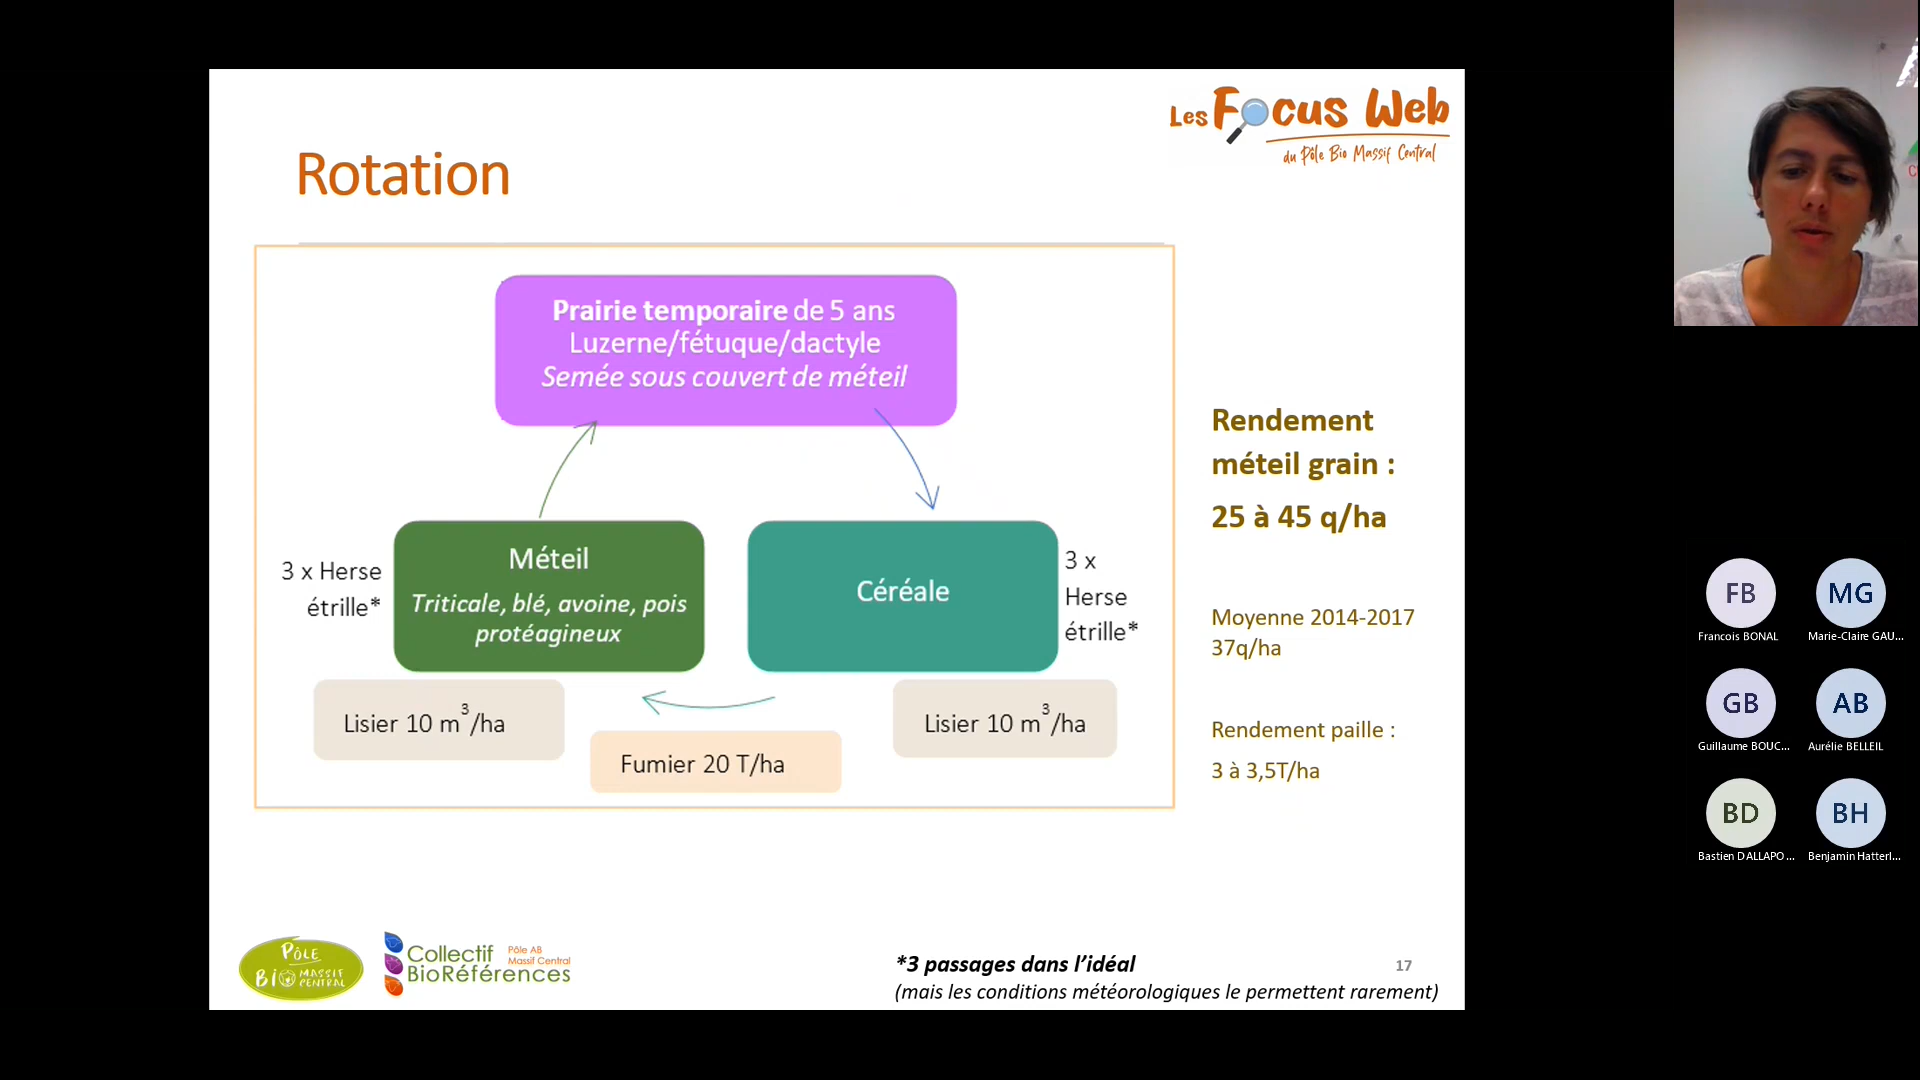 Les Focus Web
du Pôle Bio Massif Central
Rotation
Prairie temporaire de 5 ans
Luzerne/fétuque/dactyle
Semée sous couvert de méteil
3 x Herse
étrille*
Méteil
Triticale, blé, avoine, pois
protéagineux
Céréale
3 x
Herse
étrille*
Lisier 10 m³/ha
Fumier 20 T/ha
Lisier 10 m³/ha
Rendement
méteil grain :
25 à 45 q/ha
Moyenne 2014-2017
37q/ha
Rendement paille :
3 à 3,5T/ha
PÔLE
BIO MASSIF
CENTRAL
Collectif
BioRéférences
Pôle AB
Massif Central
*3 passages dans l’idéal
(mais les conditions météorologiques le permettent rarement)
17
C
FB
Francois BONAL
MG
Marie-Claire GAU...
GB
Guillaume BOUC...
AB
Aurélie BELLEIL
BD
Bastien DALLAPO...
BH
Benjamin Hatterl...